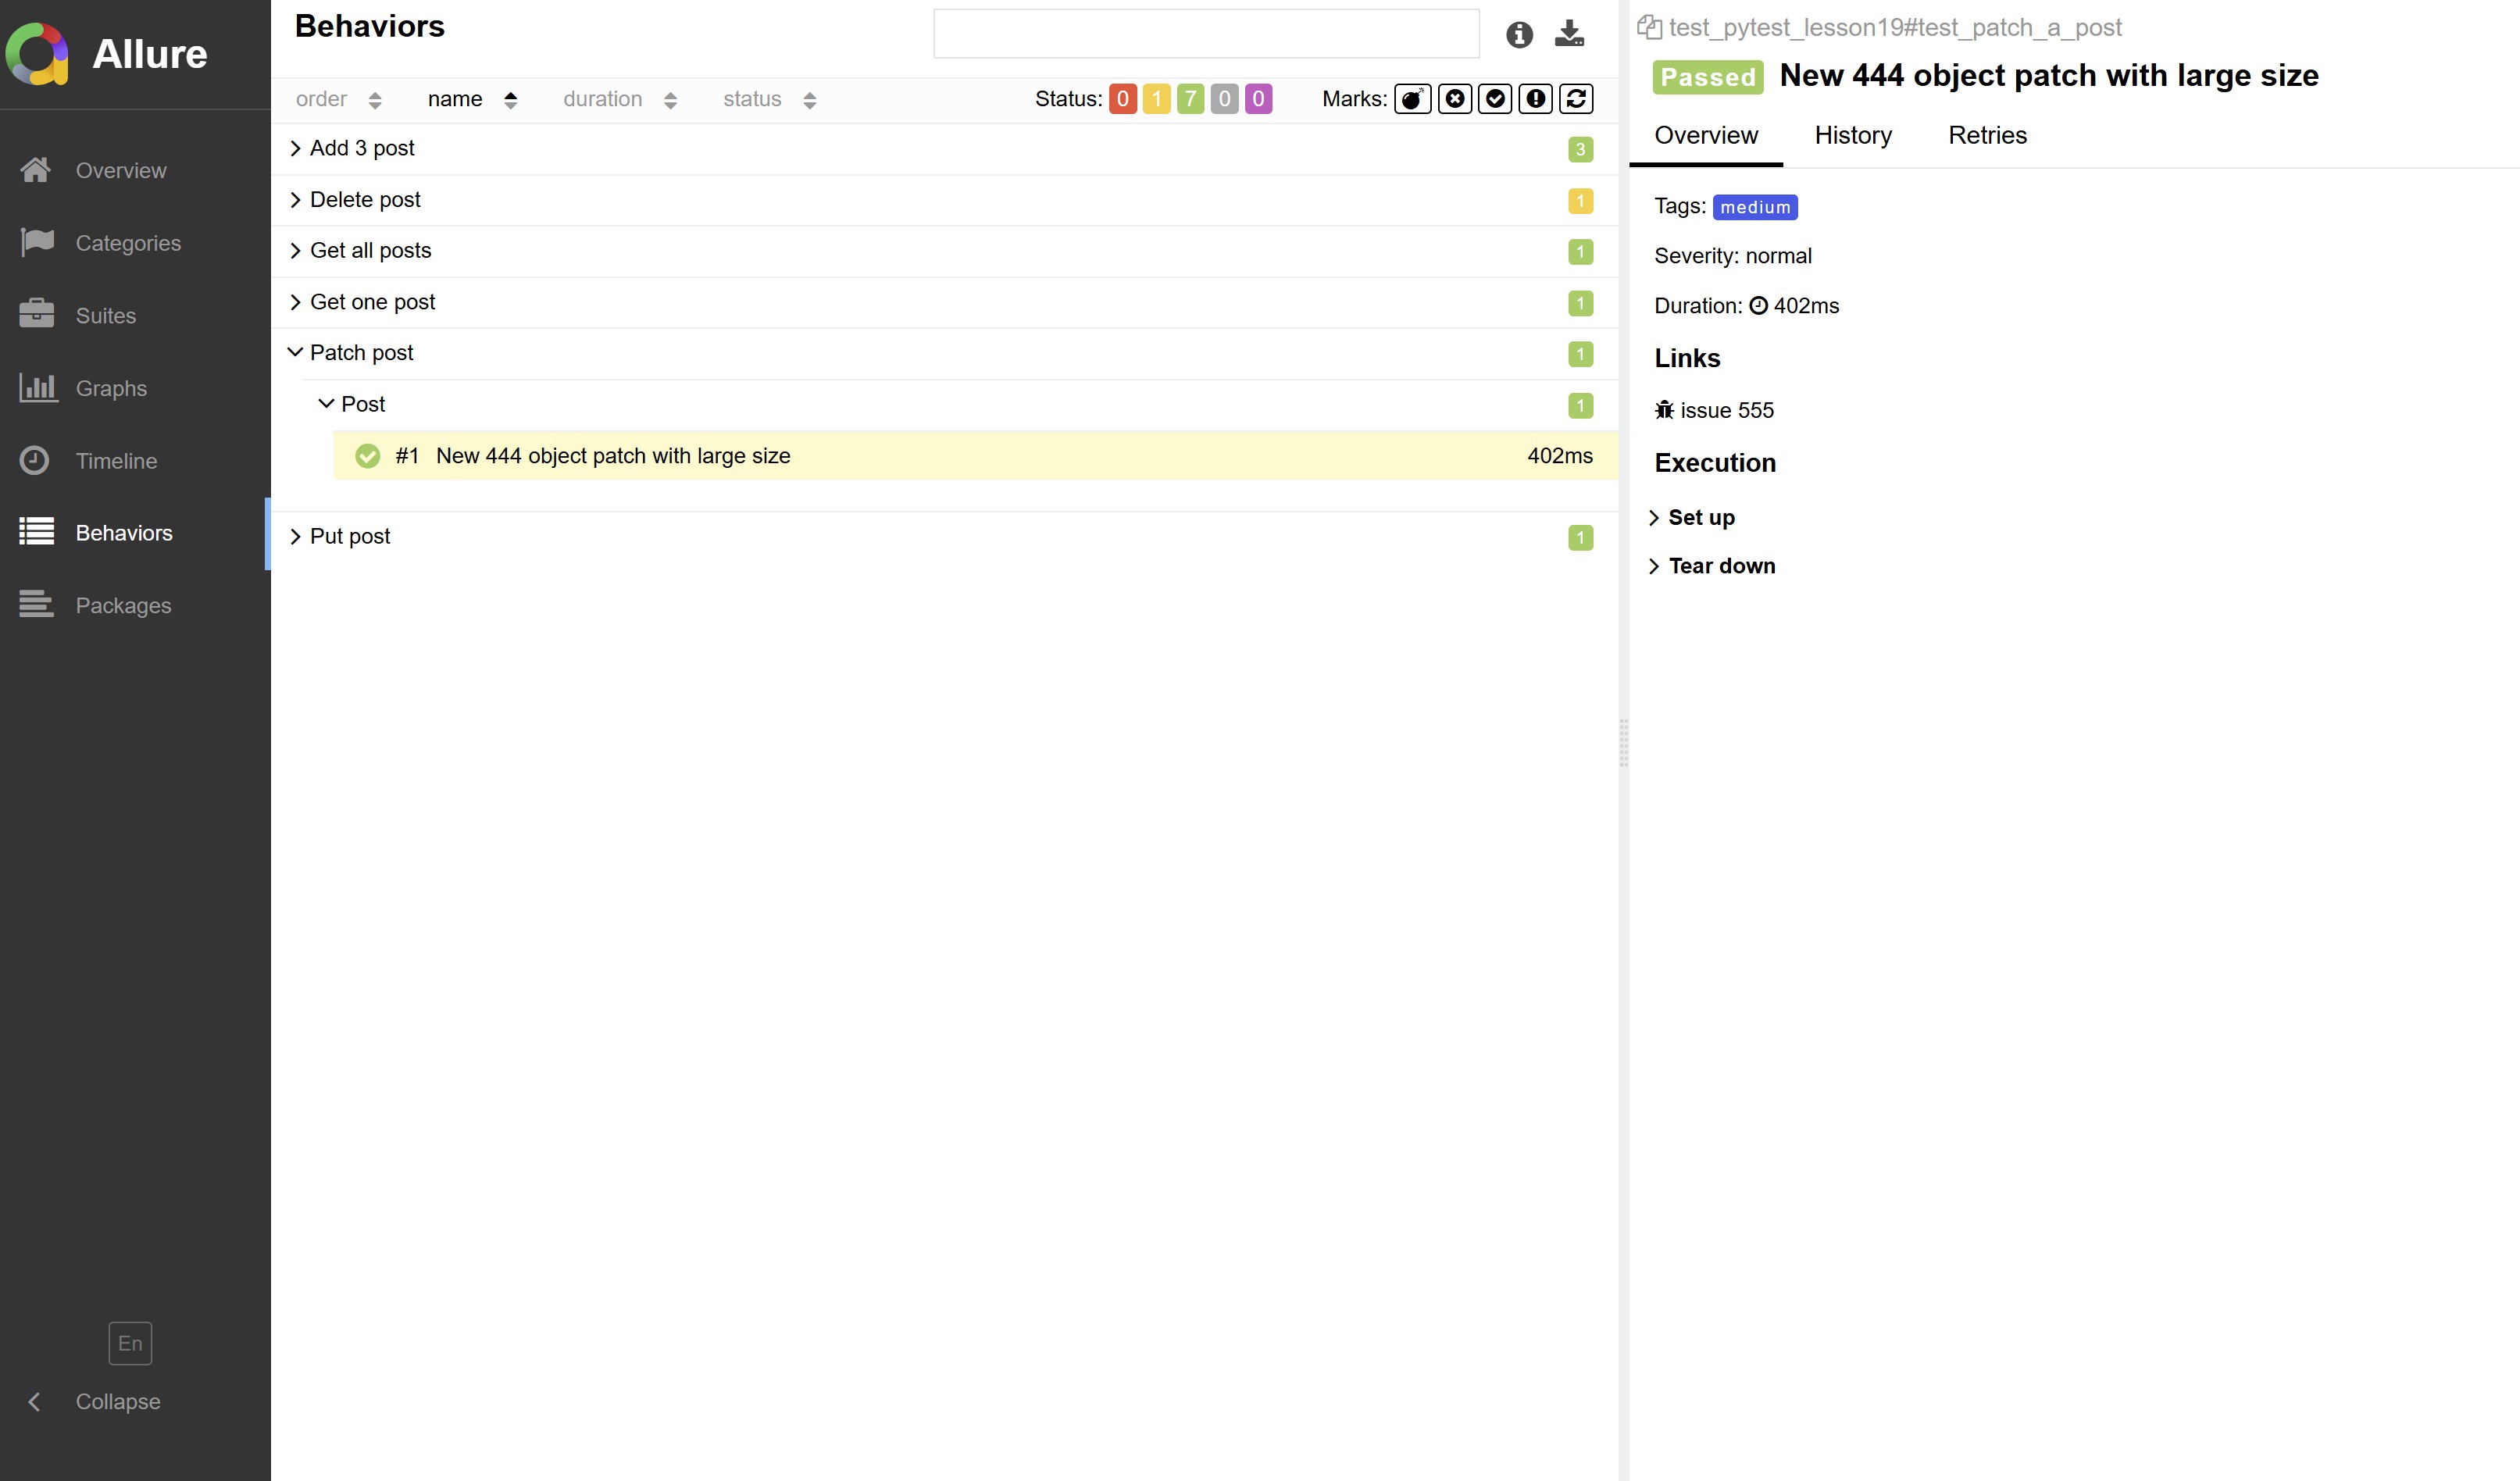 Allure
Overview
Categories
Suites
Graphs
Timeline
Behaviors
Packages
En
Collapse
Behaviors
order name duration status Status: 0 1 7 0 0 Marks:
Add 3 post 3
Delete post 1
Get all posts 1
Get one post 1
Patch post 1
Post 1
#1 New 444 object patch with large size 402ms
Put post 1
test_pytest_lesson19#test_patch_a_post
Passed New 444 object patch with large size
Overview History Retries
Tags: medium
Severity: normal
Duration: 402ms
Links
issue 555
Execution
Set up
Tear down